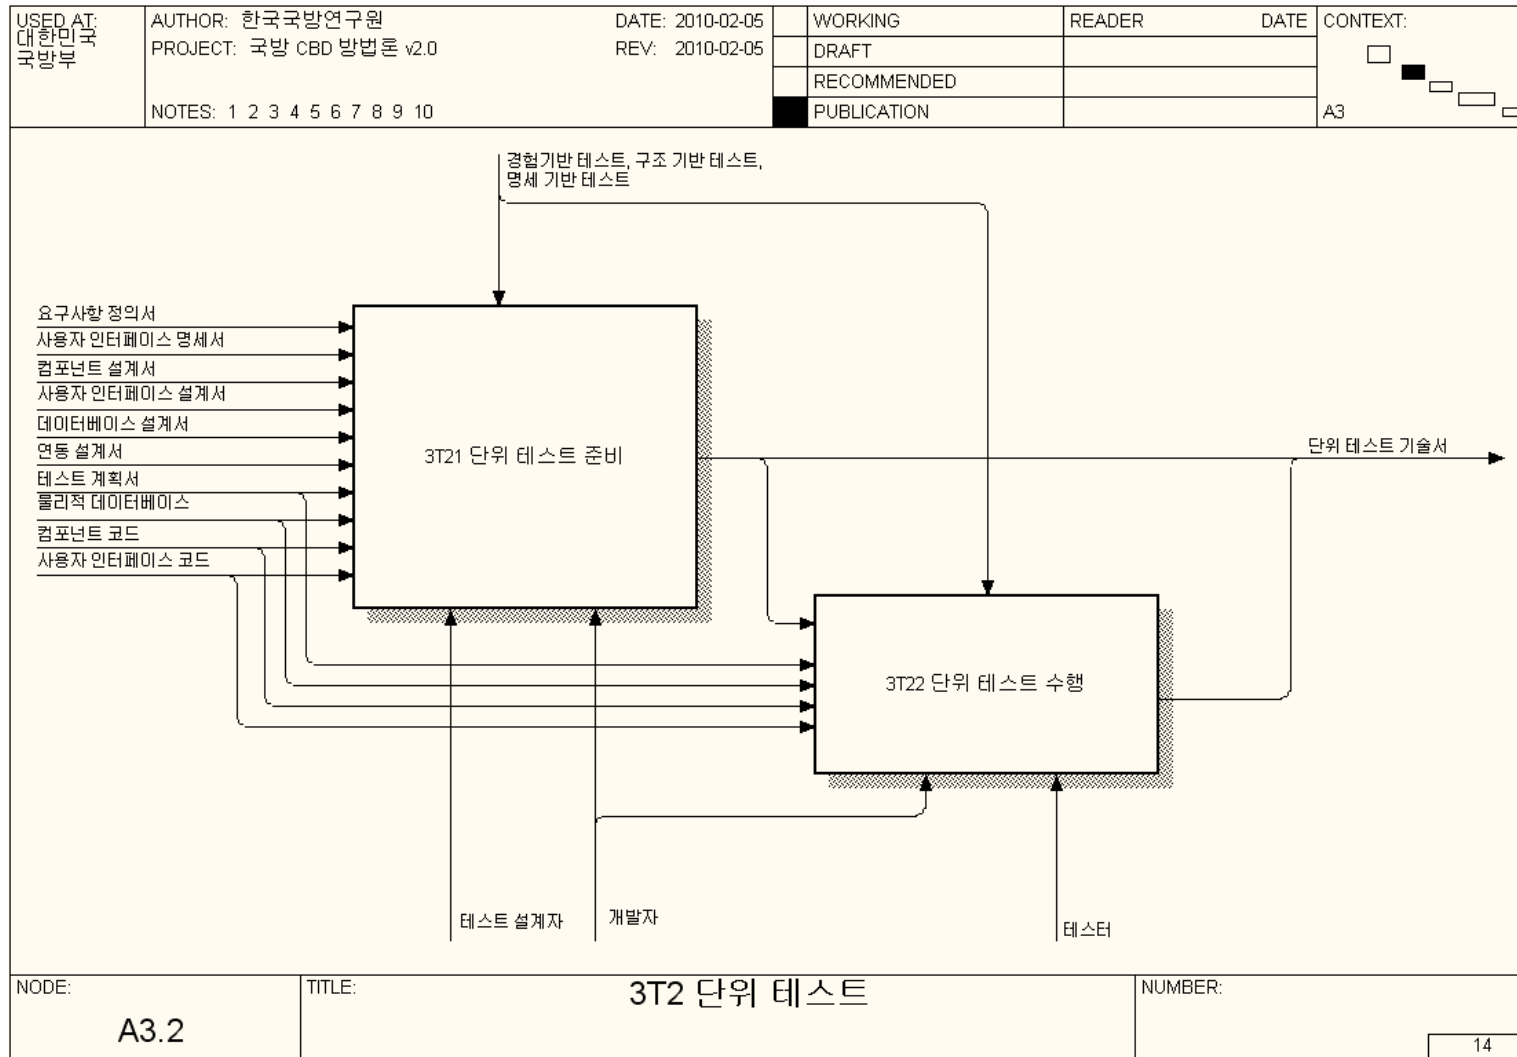 USED AT:
대한민국
국방부
AUTHOR: 한국국방연구원
DATE: 2010-02-05
PROJECT: 국방 CBD 방법론 v2.0
REV: 2010-02-05
NOTES: 1 2 3 4 5 6 7 8 9 10
WORKING
DRAFT
RECOMMENDED
PUBLICATION
READER DATE
CONTEXT:
A3
경험기반 테스트, 구조 기반 테스트,
명세 기반 테스트
요구사항 정의서
사용자 인터페이스 명세서
컴포넌트 설계서
사용자 인터페이스 설계서
데이터베이스 설계서
연동 설계서
테스트 계획서
물리적 데이터베이스
컴포넌트 코드
사용자 인터페이스 코드
3T21 단위 테스트 준비
단위 테스트 기술서
3T22 단위 테스트 수행
테스트 설계자
개발자
테스터
NODE:
A3.2
TITLE:
3T2 단위 테스트
NUMBER:
14